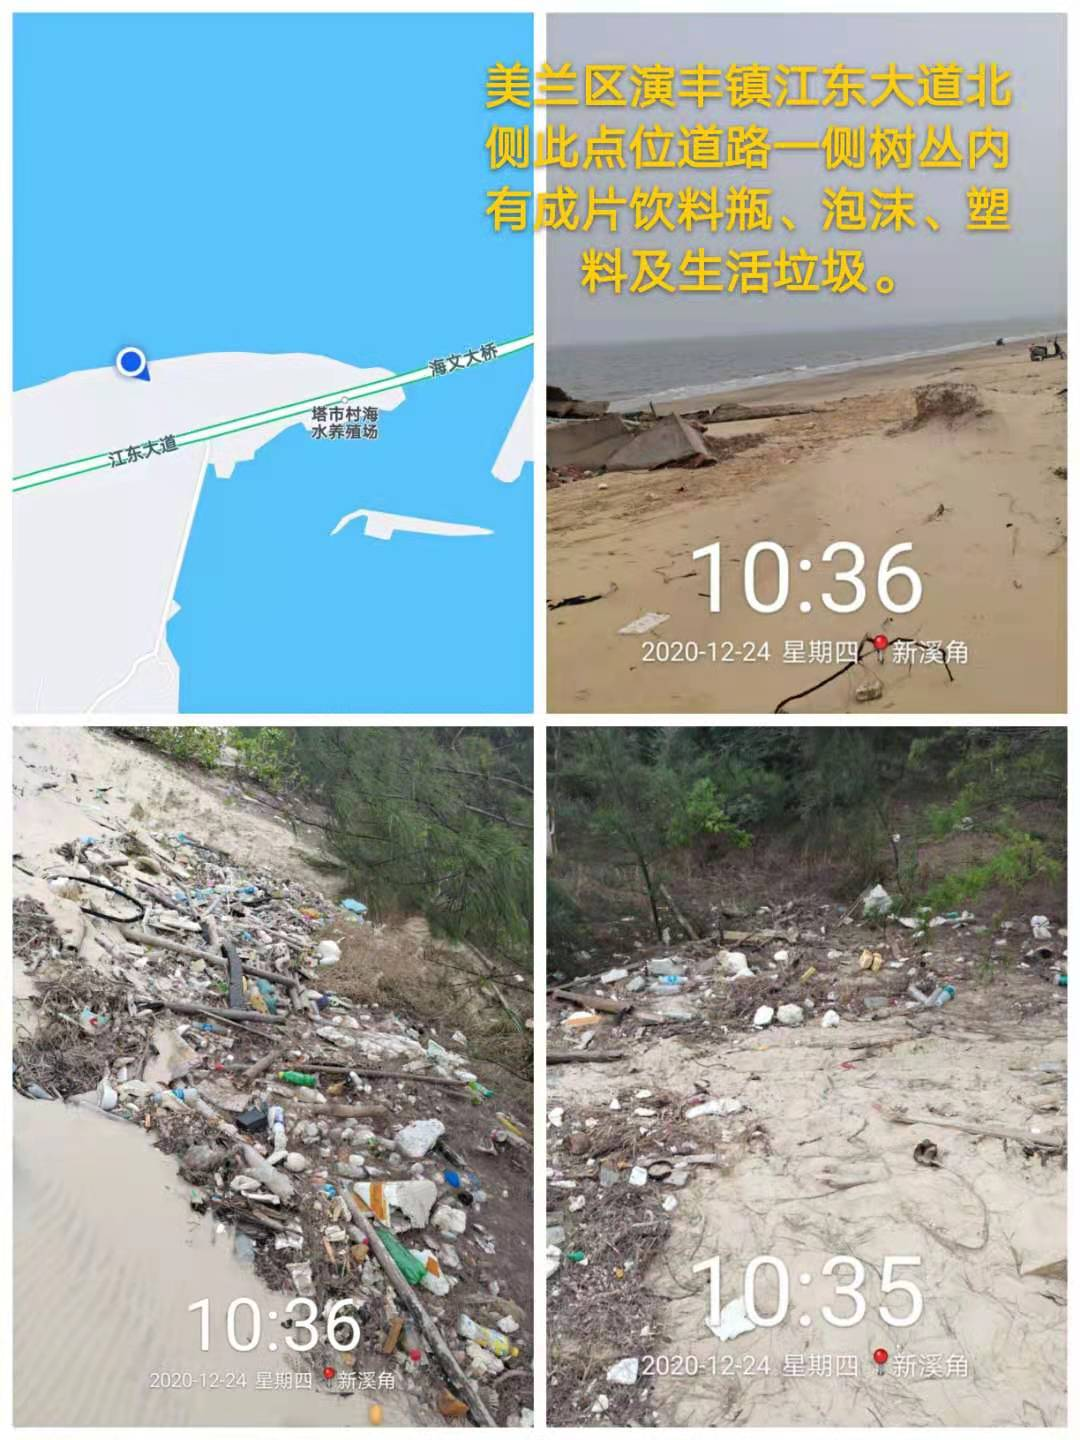 美兰区演丰镇江东大道北
侧此点位道路一侧树丛内
有成片饮料瓶、泡沫、塑
料及生活垃圾。
海文大桥
塔市村海
水养殖场
江东大道
10:36
2020-12-24 星期四 新溪角
10:36
2020-12-24 星期四 新溪角
10:35
2020-12-24 星期四 新溪角